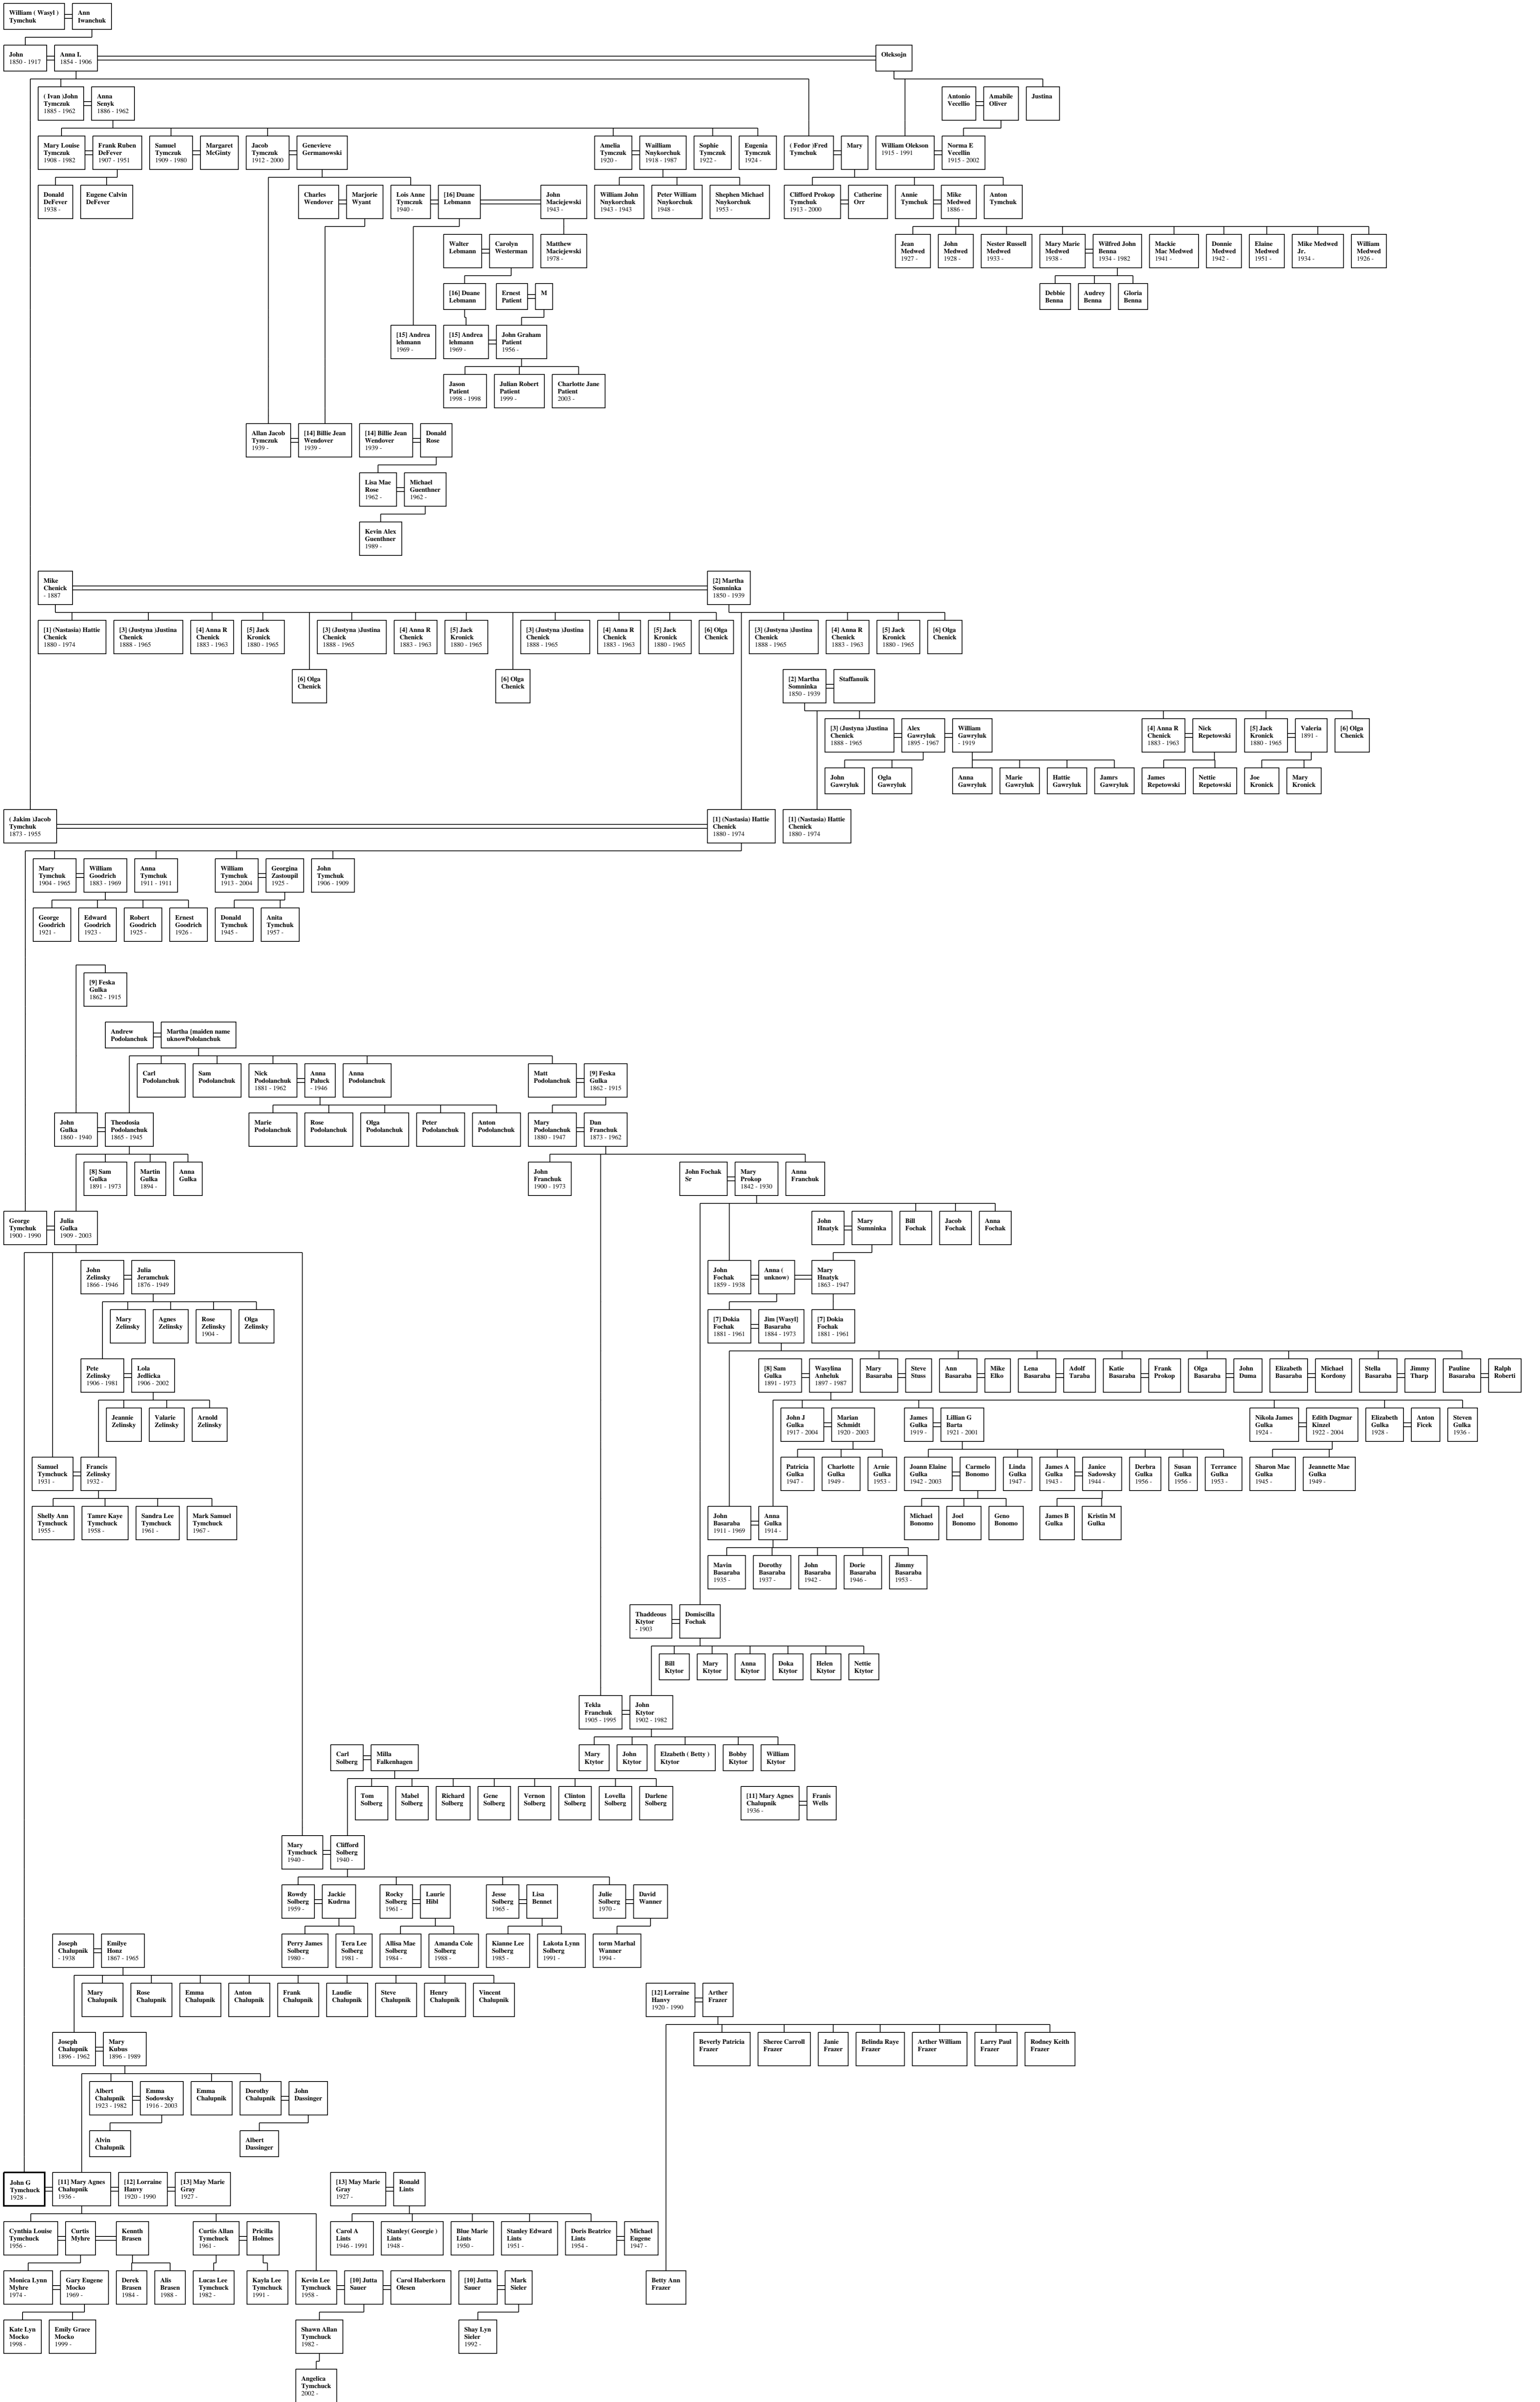 William ( Wasyl )
Tymchuk
Ann
Iwanchuk
John
1850 - 1917
Anna L
1854 - 1906
Oleksojn
( Ivan )John
Tymczuk
1885 - 1962
Anna
Senyk
1886 - 1962
Antonio
Vecellio
Amabile
Oliver
Justina
Mary Louise
Tymczuk
1908 - 1982
Frank Ruben
DeFever
1907 - 1951
Samuel
Tymczuk
1909 - 1980
Margaret
McGinty
Jacob
Tymczuk
1912 - 2000
Genevieve
Germanowski
Amelia
Tymczuk
1920 -
Wailliam
Nnykorchuk
1918 - 1987
Sophie
Tymczuk
1922 -
Eugenia
Tymczuk
1924 -
( Fedor )Fred
Tymchuk
Mary
William Olekson
1915 - 1991
Norma E
Vecellin
1915 - 2002
Donald
DeFever
1938 -
Eugene Calvin
DeFever
Charles
Wendover
Marjorie
Wyant
Lois Anne
Tymczuk
1940 -
[16] Duane
Lebmann
John
Maciejewski
1943 -
William John
Nnykorchuk
1943 - 1943
Peter William
Nnykorchuk
1948 -
Shephen Michael
Nnykorchuk
1953 -
Clifford Prokop
Tymchuk
1913 - 2000
Catherine
Orr
Annie
Tymchuk
Mike
Medwed
1886 -
Anton
Tymchuk
Walter
Lebmann
Carolyn
Westerman
Matthew
Maciejewski
1978 -
Jean
Medwed
1927 -
John
Medwed
1928 -
Nester Russell
Medwed
1933 -
Mary Marie
Medwed
1938 -
Wilfred John
Benna
1934 - 1982
Mackie
Mac Medwed
1941 -
Donnie
Medwed
1942 -
Elaine
Medwed
1951 -
Mike Medwed
Jr.
1934 -
William
Medwed
1926 -
[16] Duane
Lebmann
Ernest
Patient
M
Debbie
Benna
Audrey
Benna
Gloria
Benna
[15] Andrea
lehmann
1969 -
[15] Andrea
lehmann
1969 -
John Graham
Patient
1956 -
Jason
Patient
1998 - 1998
Julian Robert
Patient
1999 -
Charlotte Jane
Patient
2003 -
Allan Jacob
Tymczuk
1939 -
[14] Billie Jean
Wendover
1939 -
[14] Billie Jean
Wendover
1939 -
Donald
Rose
Lisa Mae
Rose
1962 -
Michael
Guenthner
1962 -
Kevin Alex
Guenthner
1989 -
Mike
Chenick
- 1887
[2] Martha
Somninka
1850 - 1939
[1] (Nastasia) Hattie
Chenick
1880 - 1974
[3] (Justyna )Justina
Chenick
1888 - 1965
[4] Anna R
Chenick
1883 - 1963
[5] Jack
Kronick
1880 - 1965
[3] (Justyna )Justina
Chenick
1888 - 1965
[4] Anna R
Chenick
1883 - 1963
[5] Jack
Kronick
1880 - 1965
[3] (Justyna )Justina
Chenick
1888 - 1965
[4] Anna R
Chenick
1883 - 1963
[5] Jack
Kronick
1880 - 1965
[6] Olga
Chenick
[3] (Justyna )Justina
Chenick
1888 - 1965
[4] Anna R
Chenick
1883 - 1963
[5] Jack
Kronick
1880 - 1965
[6] Olga
Chenick
[6] Olga
Chenick
[6] Olga
Chenick
[2] Martha
Somninka
1850 - 1939
Staffanuik
[3] (Justyna )Justina
Chenick
1888 - 1965
Alex
Gawryluk
1895 - 1967
William
Gawryluk
- 1919
[4] Anna R
Chenick
1883 - 1963
Nick
Repetowski
[5] Jack
Kronick
1880 - 1965
Valeria
1891 -
[6] Olga
Chenick
John
Gawryluk
Ogla
Gawryluk
Anna
Gawryluk
Marie
Gawryluk
Hattie
Gawryluk
Jamrs
Gawryluk
James
Repetowski
Nettie
Repetowski
Joe
Kronick
Mary
Kronick
( Jakim )Jacob
Tymchuk
1873 - 1955
[1] (Nastasia) Hattie
Chenick
1880 - 1974
[1] (Nastasia) Hattie
Chenick
1880 - 1974
Mary
Tymchuk
1904 - 1965
William
Goodrich
1883 - 1969
Anna
Tymchuk
1911 - 1911
William
Tymchuk
1913 - 2004
Georgina
Zastoupil
1925 -
John
Tymchuk
1906 - 1909
George
Goodrich
1921 -
Edward
Goodrich
1923 -
Robert
Goodrich
1925 -
Ernest
Goodrich
1926 -
Donald
Tymchuk
1945 -
Anita
Tymchuk
1957 -
[9] Feska
Gulka
1862 - 1915
Andrew
Podolanchuk
Martha [maiden name
uknowPololanchuk
Carl
Podolanchuk
Sam
Podolanchuk
Nick
Podolanchuk
1881 - 1962
Anna
Paluck
- 1946
Anna
Podolanchuk
Matt
Podolanchuk
[9] Feska
Gulka
1862 - 1915
John
Gulka
1860 - 1940
Theodosia
Podolanchuk
1865 - 1945
Marie
Podolanchuk
Rose
Podolanchuk
Olga
Podolanchuk
Peter
Podolanchuk
Anton
Podolanchuk
Mary
Podolanchuk
1880 - 1947
Dan
Franchuk
1873 - 1962
[8] Sam
Gulka
1891 - 1973
Martin
Gulka
1894 -
Anna
Gulka
John
Franchuk
1900 - 1973
John Fochak
Sr
Mary
Prokop
1842 - 1930
Anna
Franchuk
George
Tymchuk
1900 - 1990
Julia
Gulka
1909 - 2003
John
Hnatyk
Mary
Sumninka
Bill
Fochak
Jacob
Fochak
Anna
Fochak
John
Zelinsky
1866 - 1946
Julia
Jeramchuk
1876 - 1949
John
Fochak
1859 - 1938
Anna (
unknow)
Mary
Hnatyk
1863 - 1947
Mary
Zelinsky
Agnes
Zelinsky
Rose
Zelinsky
1904 -
Olga
Zelinsky
[7] Dokia
Fochak
1881 - 1961
Jim [Wasyl]
Basaraba
1884 - 1973
[7] Dokia
Fochak
1881 - 1961
Pete
Zelinsky
1906 - 1981
Lola
Jedlicka
1906 - 2002
[8] Sam
Gulka
1891 - 1973
Wasylina
Anheluk
1897 - 1987
Mary
Basaraba
Steve
Stuss
Ann
Basaraba
Mike
Elko
Lena
Basaraba
Adolf
Taraba
Katie
Basaraba
Frank
Prokop
Olga
Basaraba
John
Duma
Elizabeth
Basaraba
Michael
Kordony
Stella
Basaraba
Jimmy
Tharp
Pauline
Basaraba
Ralph
Roberti
Jeannie
Zelinsky
Valarie
Zelinsky
Arnold
Zelinsky
John J
Gulka
1917 - 2004
Marian
Schmidt
1920 - 2003
James
Gulka
1919 -
Lillian G
Barta
1921 - 2001
Nikola James
Gulka
1924 -
Edith Dagmar
Kinzel
1922 - 2004
Elizabeth
Gulka
1928 -
Anton
Ficek
Steven
Gulka
1936 -
Samuel
Tymchuck
1931 -
Francis
Zelinsky
1932 -
Patricia
Gulka
1947 -
Charlotte
Gulka
1949 -
Arnie
Gulka
1953 -
Joann Elaine
Gulka
1942 - 2003
Carmelo
Bonomo
Linda
Gulka
1947 -
James A
Gulka
1943 -
Janice
Sadowsky
1944 -
Derbra
Gulka
1956 -
Susan
Gulka
1956 -
Terrance
Gulka
1953 -
Sharon Mae
Gulka
1945 -
Jeannette Mae
Gulka
1949 -
Shelly Ann
Tymchuck
1955 -
Tamre Kaye
Tymchuck
1958 -
Sandra Lee
Tymchuck
1961 -
Mark Samuel
Tymchuck
1967 -
John
Basaraba
1911 - 1969
Anna
Gulka
1914 -
Michael
Bonomo
Joel
Bonomo
Geno
Bonomo
James B
Gulka
Kristin M
Gulka
Mavin
Basaraba
1935 -
Dorothy
Basaraba
1937 -
John
Basaraba
1942 -
Dorie
Basaraba
1946 -
Jimmy
Basaraba
1953 -
Thaddeous
Ktytor
- 1903
Domiscilla
Fochak
Bill
Ktytor
Mary
Ktytor
Anna
Ktytor
Doka
Ktytor
Helen
Ktytor
Nettie
Ktytor
Tekla
Franchuk
1905 - 1995
John
Ktytor
1902 - 1982
Carl
Solberg
Milla
Falkenhagen
Mary
Ktytor
John
Ktytor
Elzabeth ( Betty )
Ktytor
Bobby
Ktytor
William
Ktytor
Tom
Solberg
Mabel
Solberg
Richard
Solberg
Gene
Solberg
Vernon
Solberg
Clinton
Solberg
Lovella
Solberg
Darlene
Solberg
[11] Mary Agnes
Chalupnik
1936 -
Franis
Wells
Mary
Tymchuck
1940 -
Clifford
Solberg
1940 -
Rowdy
Solberg
1959 -
Jackie
Kudrna
Rocky
Solberg
1961 -
Laurie
Hibl
Jesse
Solberg
1965 -
Lisa
Bennet
Julie
Solberg
1970 -
David
Wanner
Joseph
Chalupnik
- 1938
Emilye
Honz
1867 - 1965
Perry James
Solberg
1980 -
Tera Lee
Solberg
1981 -
Allisa Mae
Solberg
1984 -
Amanda Cole
Solberg
1988 -
Kianne Lee
Solberg
1985 -
Lakota Lynn
Solberg
1991 -
torm Marhal
Wanner
1994 -
Mary
Chalupnik
Rose
Chalupnik
Emma
Chalupnik
Anton
Chalupnik
Frank
Chalupnik
Laudie
Chalupnik
Steve
Chalupnik
Henry
Chalupnik
Vincent
Chalupnik
[12] Lorraine
Hanvy
1920 - 1990
Arther
Frazer
Joseph
Chalupnik
1896 - 1962
Mary
Kubus
1896 - 1989
Beverly Patricia
Frazer
Sheree Carroll
Frazer
Janie
Frazer
Belinda Raye
Frazer
Arther William
Frazer
Larry Paul
Frazer
Rodney Keith
Frazer
Albert
Chalupnik
1923 - 1982
Emma
Sodowsky
1916 - 2003
Emma
Chalupnik
Dorothy
Chalupnik
John
Dassinger
Alvin
Chalupnik
Albert
Dassinger
John G
Tymchuck
1928 -
[11] Mary Agnes
Chalupnik
1936 -
[12] Lorraine
Hanvy
1920 - 1990
[13] May Marie
Gray
1927 -
[13] May Marie
Gray
1927 -
Ronald
Lints
Cynthia Louise
Tymchuck
1956 -
Curtis
Myhre
Kennth
Brasen
Curtis Allan
Tymchuck
1961 -
Pricilla
Holmes
Carol A
Lints
1946 - 1991
Stanley( Georgie )
Lints
1948 -
Blue Marie
Lints
1950 -
Stanley Edward
Lints
1951 -
Doris Beatrice
Lints
1954 -
Michael
Eugene
1947 -
Monica Lynn
Myhre
1974 -
Gary Eugene
Mocko
1969 -
Derek
Brasen
1984 -
Alis
Brasen
1988 -
Lucas Lee
Tymchuck
1982 -
Kayla Lee
Tymchuck
1991 -
Kevin Lee
Tymchuck
1958 -
[10] Jutta
Sauer
Carol Haberkorn
Olesen
[10] Jutta
Sauer
Mark
Sieler
Betty Ann
Frazer
Kate Lyn
Mocko
1998 -
Emily Grace
Mocko
1999 -
Shawn Allan
Tymchuck
1982 -
Shay Lyn
Sieler
1992 -
Angelica
Tymchuck
2002 -